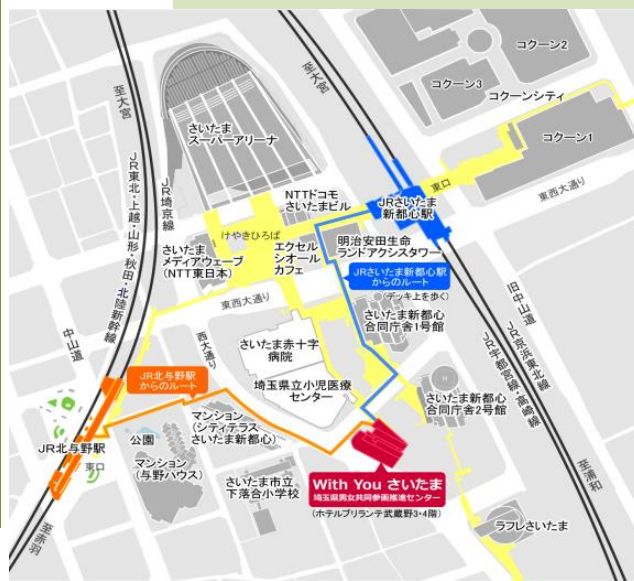 コクーン2
コクーン3
コクーンシティ
コクーン1
至大宮
至大宮
さいたま
スーパーアリーナ
JR東北・上越・山形・秋田・北陸新幹線
JR埼京線
NTTドコモ
さいたまビル
東口
JRさいたま
新都心駅
東西大通り
けやきひろば
さいたま
メディアウェーブ
(NTT東日本)
エクセル
シオール
カフェ
明治安田生命
ランドアクシスタワー
JRさいたま新都心駅
からのルート
(デッキ上を歩く)
東西大通り
中山道
西大通り
さいたま新都心
合同庁舎1号館
旧中山道
JR京浜東北線
JR宇都宮線・高崎線
さいたま赤十字
病院
JR北与野駅
からのルート
埼玉県立小児医療
センター
さいたま新都心
合同庁舎2号館
マンション
(シティテラス
さいたま新都心)
公園
JR北与野駅
東口
マンション
(与野ハウス)
さいたま市立
下落合小学校
With You さいたま
埼玉県男女共同参画推進センター
(ホテルブリランテ武蔵野3・4階)
至浦和
ラフレさいたま
至赤羽